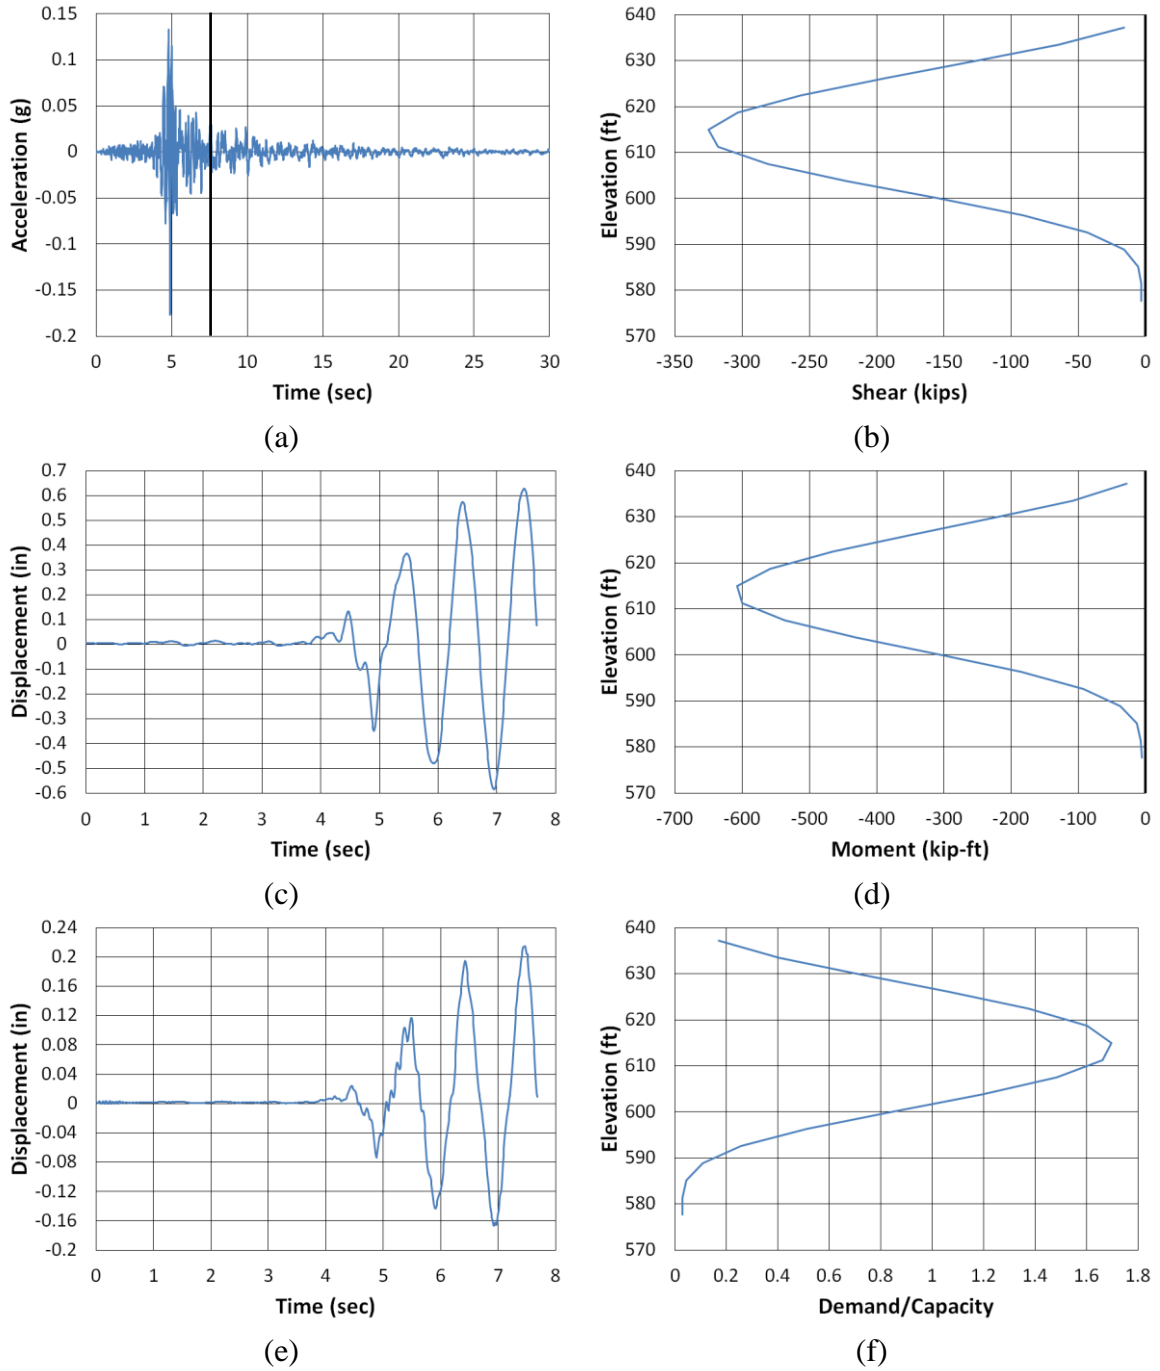 0.15
0.1
0.05
0
-0.05
-0.1
-0.15
-0.2
Acceleration (g)
0 5 10 15 20 25 30
Time (sec)
(a)
640
630
620
610
600
590
580
570
Elevation (ft)
-350 -300 -250 -200 -150 -100 -50 0
Shear (kips)
(b)
0.7
0.6
0.5
0.4
0.3
0.2
0.1
0
-0.1
-0.2
-0.3
-0.4
-0.5
-0.6
Displacement (in)
0 1 2 3 4 5 6 7 8
Time (sec)
(c)
640
630
620
610
600
590
580
570
Elevation (ft)
-700 -600 -500 -400 -300 -200 -100 0
Moment (kip-ft)
(d)
0.24
0.2
0.16
0.12
0.08
0.04
0
-0.04
-0.08
-0.12
-0.16
-0.2
Displacement (in)
0 1 2 3 4 5 6 7 8
Time (sec)
(e)
640
630
620
610
600
590
580
570
Elevation (ft)
0 0.2 0.4 0.6 0.8 1 1.2 1.4 1.6 1.8
Demand/Capacity
(f)